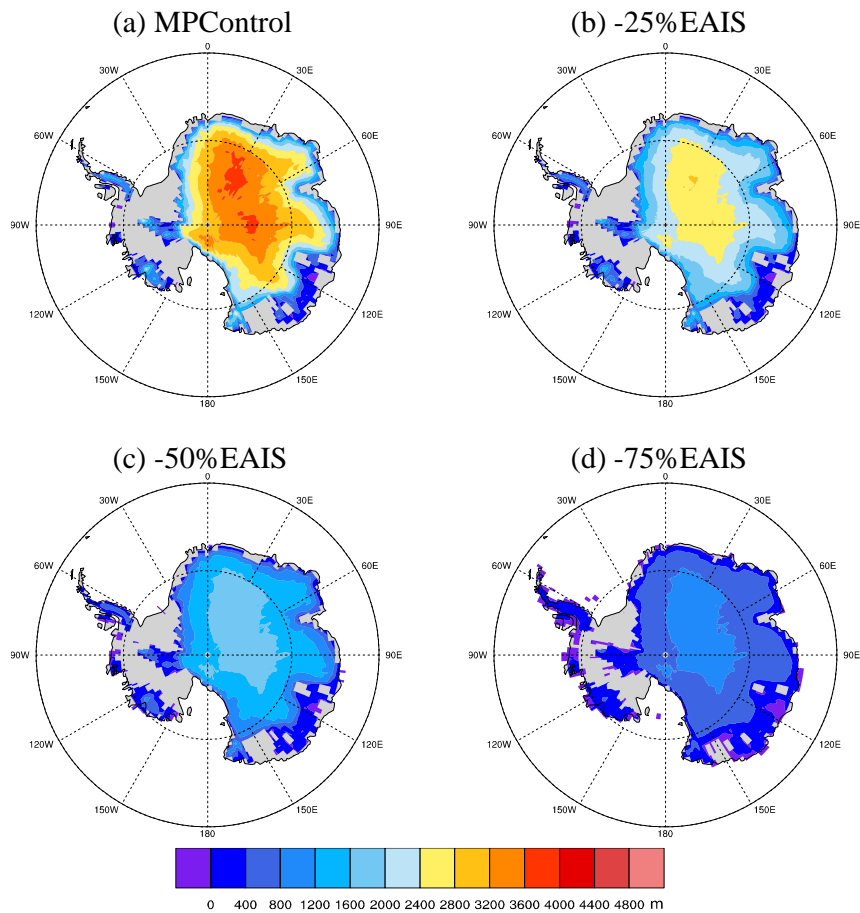 (a) MPControl
(b) -25%EAIS
0
0
30W
30E
30W
30E
60W
60E
60W
60E
90W
90E
90W
90E
120W
120E
120W
120E
150W
150E
150W
150E
180
180
(c) -50%EAIS
(d) -75%EAIS
0
0
30W
30E
30W
30E
60W
60E
60W
60E
90W
90E
90W
90E
120W
120E
120W
120E
150W
150E
150W
150E
180
180
0 400 800 1200 1600 2000 2400 2800 3200 3600 4000 4400 4800 m